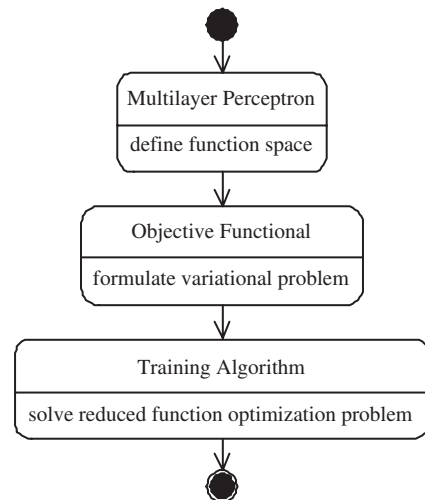 Multilayer Perceptron
define function space
Objective Functional
formulate variational problem
Training Algorithm
solve reduced function optimization problem